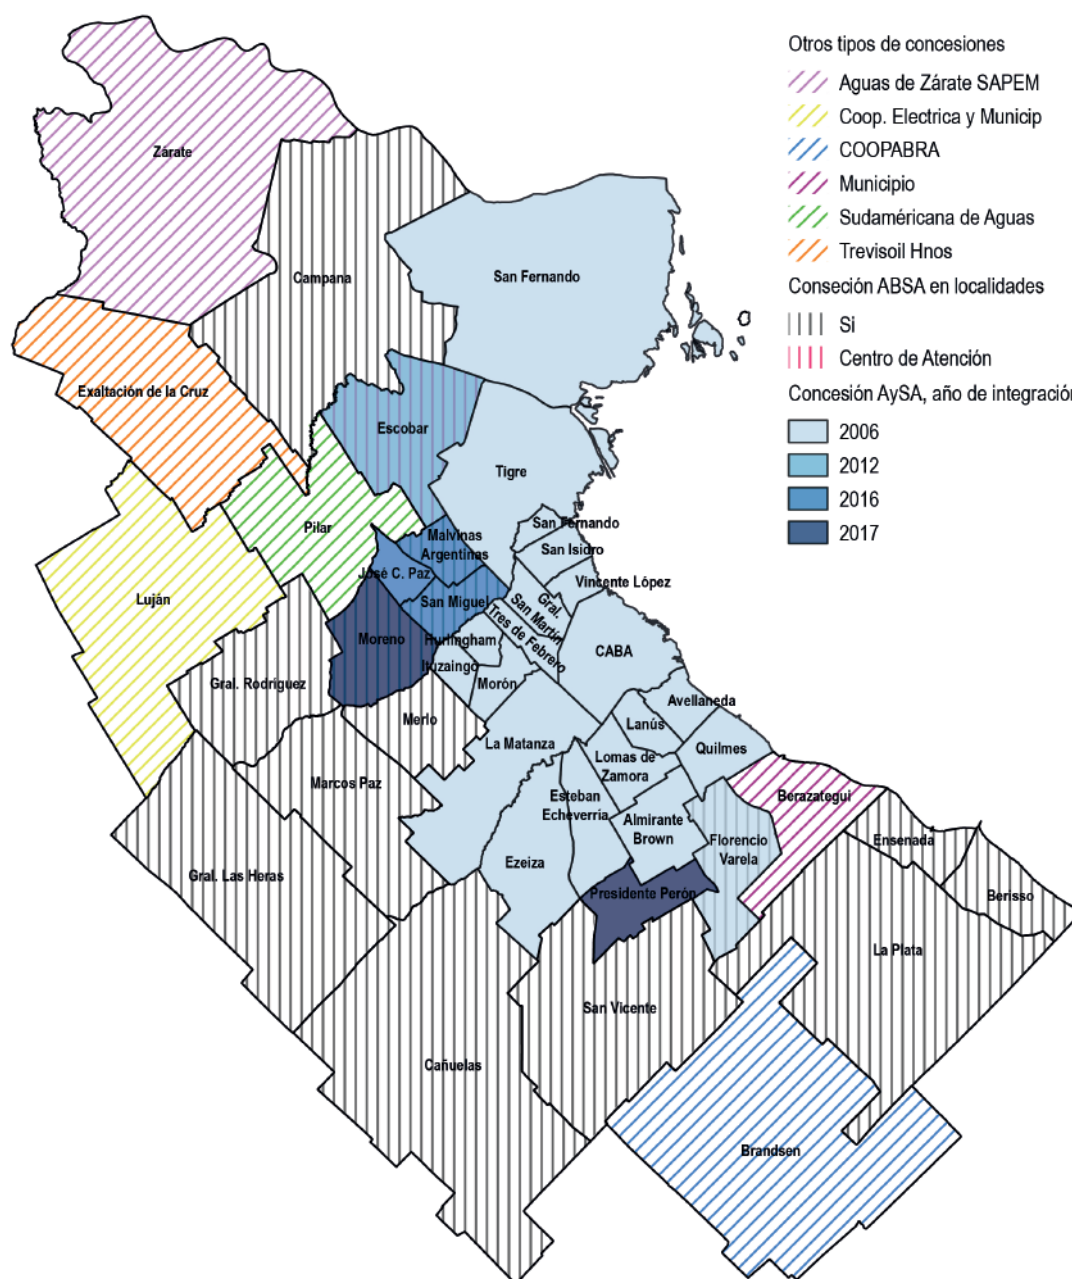 Otros tipos de concesiones
Aguas de Zárate SAPEM
Coop. Electrica y Municip
COOPABRA
Municipio
Sudaméricana de Aguas
Trevisoil Hnos
Conseción ABSA en localidades
Si
Centro de Atención
Concesión AySA, año de integración
2006
2012
2016
2017
Zárate
Campana
San Fernando
Exaltación de la Cruz
Escobar
Tigre
Pilar
San Fernando
Malvinas
Argentinas
San Isidro
José C. Paz
Vincente López
Luján
San Miguel
Gral.
San Martín
Tres de Febrero
Moreno
Hurlingham
CABA
Ituzaingó
Gral. Rodríguez
Morón
Merlo
Avellaneda
Lanús
La Matanza
Quilmes
Lomas de
Zamora
Marcos Paz
Esteban
Echeverría
Berazategui
Almirante
Brown
Florencio
Varela
Ensenada
Ezeiza
Gral. Las Heras
Presidente Perón
Berisso
La Plata
San Vicente
Cañuelas
Brandsen